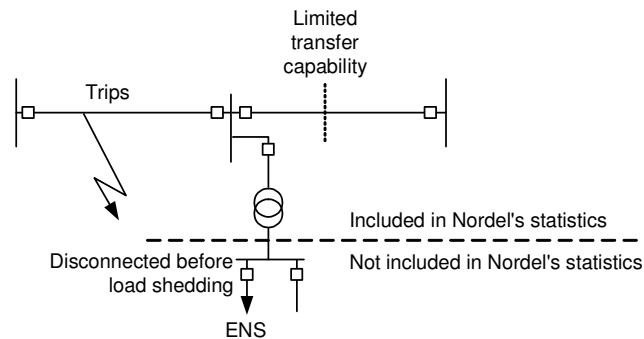 Limited
transfer
capability
Trips
Included in Nordel's statistics
Disconnected before
load shedding
Not included in Nordel's statistics
ENS